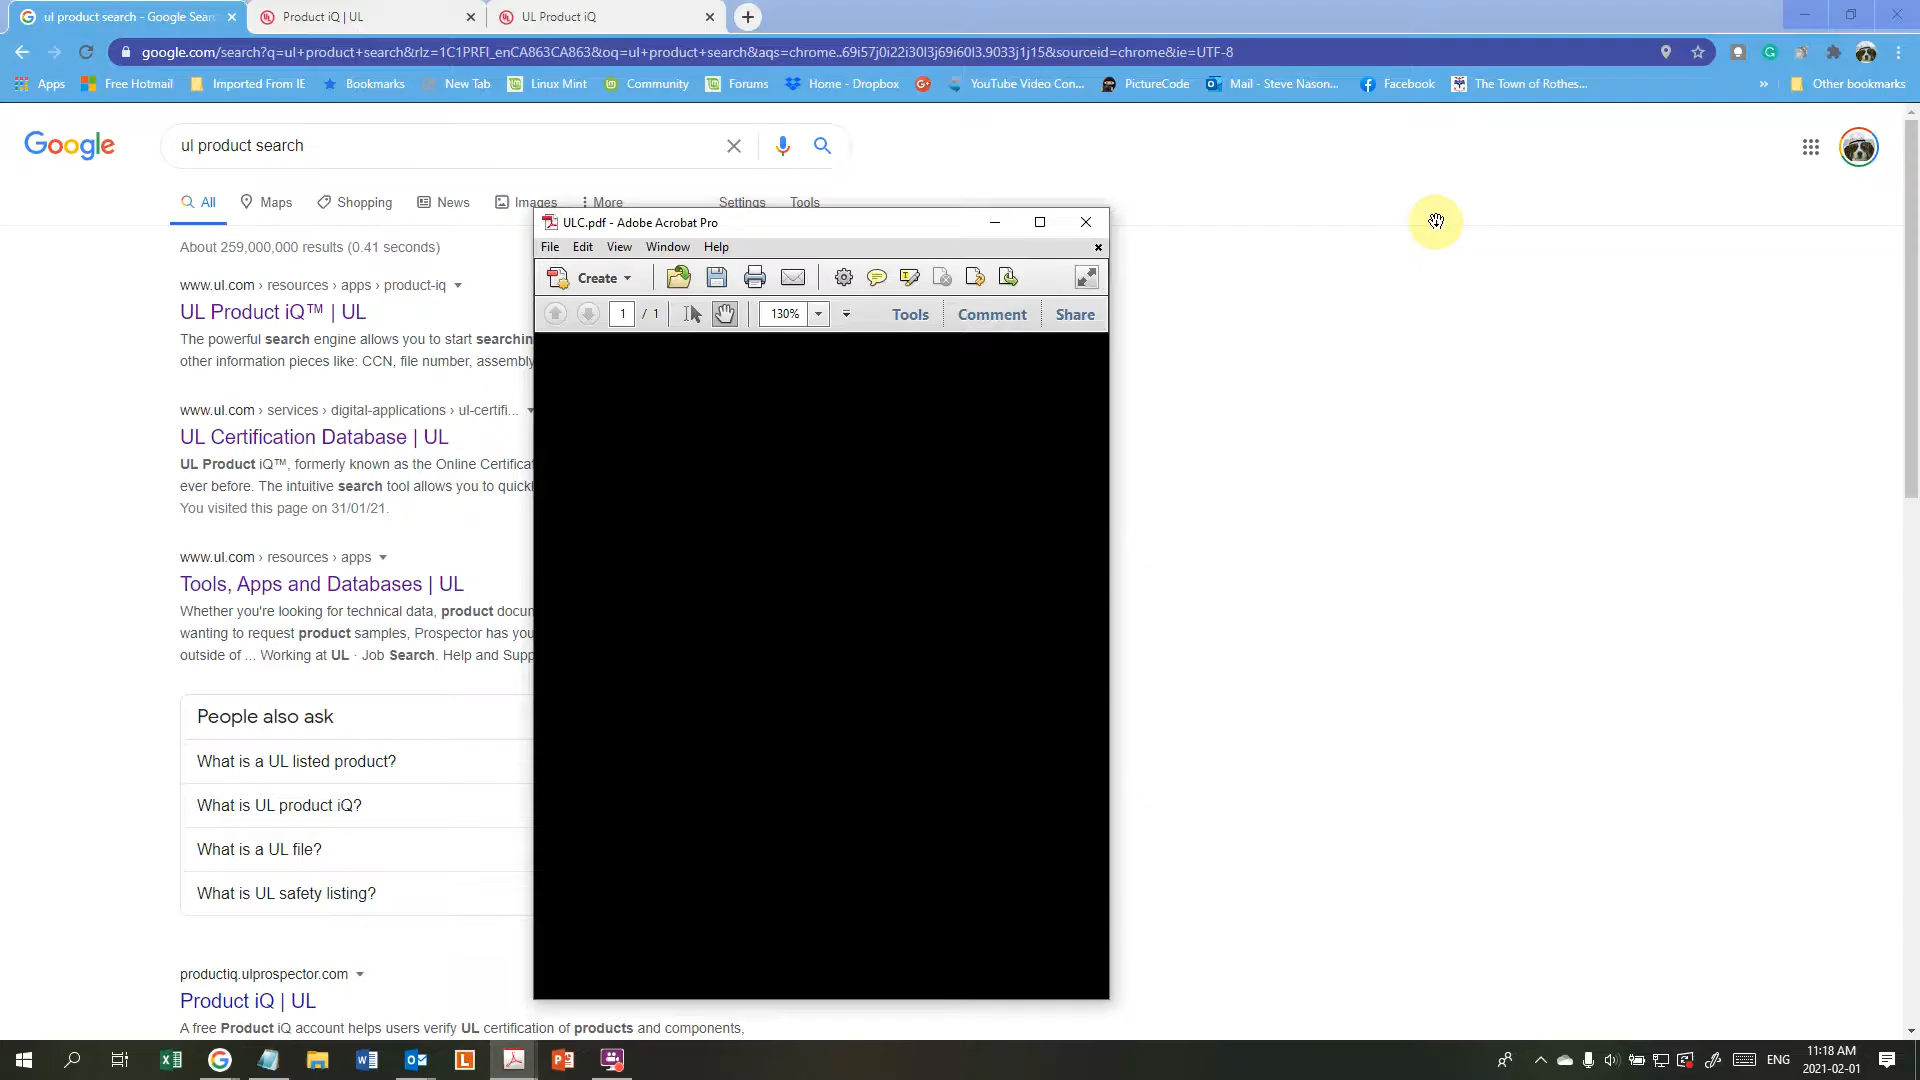 ul product search - Google Sear
Product iQ | UL
UL Product iQ
google.com/search?q=ul+product+search&rlz=1C1PRFI_enCA863CA863&oq=ul+product+search&aqs=chrome..69i57j0i22i30l3j69i60l3.9033j1j15&sourceid=chrome&ie=UTF-8
Apps Free Hotmail Imported From IE Bookmarks New Tab Linux Mint Community Forums Home - Dropbox YouTube Video Con... PictureCode Mail - Steve Nason... Facebook The Town of Rothes... » Other bookmarks
Google
ul product search
All Maps Shopping News Images More Settings Tools
About 259,000,000 results (0.41 seconds)
www.ul.com › resources › apps › product-iq
UL Product iQ™ | UL
The powerful search engine allows you to start searchin
other information pieces like: CCN, file number, assembly
www.ul.com › services › digital-applications › ul-certifi...
UL Certification Database | UL
UL Product iQ™, formerly known as the Online Certifica
ever before. The intuitive search tool allows you to quickl
You visited this page on 31/01/21.
www.ul.com › resources › apps
Tools, Apps and Databases | UL
Whether you're looking for technical data, product docun
wanting to request product samples, Prospector has you
outside of ... Working at UL · Job Search. Help and Supp
People also ask
What is a UL listed product?
What is UL product iQ?
What is a UL file?
What is UL safety listing?
productiq.ulprospector.com
Product iQ | UL
A free Product iQ account helps users verify UL certification of products and components,
ULC.pdf - Adobe Acrobat Pro
File Edit View Window Help
Create
1 / 1 130% Tools Comment Share
ENG
11:18 AM
2021-02-01